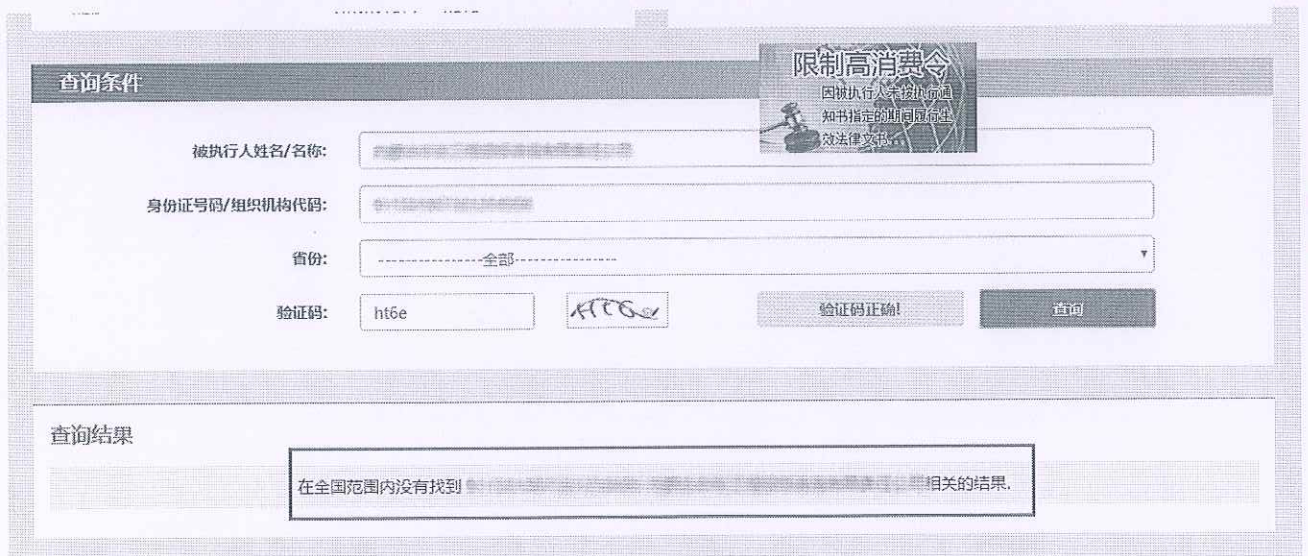 查询条件
限制高消费令
因被执行人未按执行通
知书指定的期间履行生
效法律文书...
被执行人姓名/名称:
身份证号码/组织机构代码:
省份: ----------------全部----------------
验证码: ht6e HT6e 验证码正确! 查询
查询结果
在全国范围内没有找到 相关的结果.